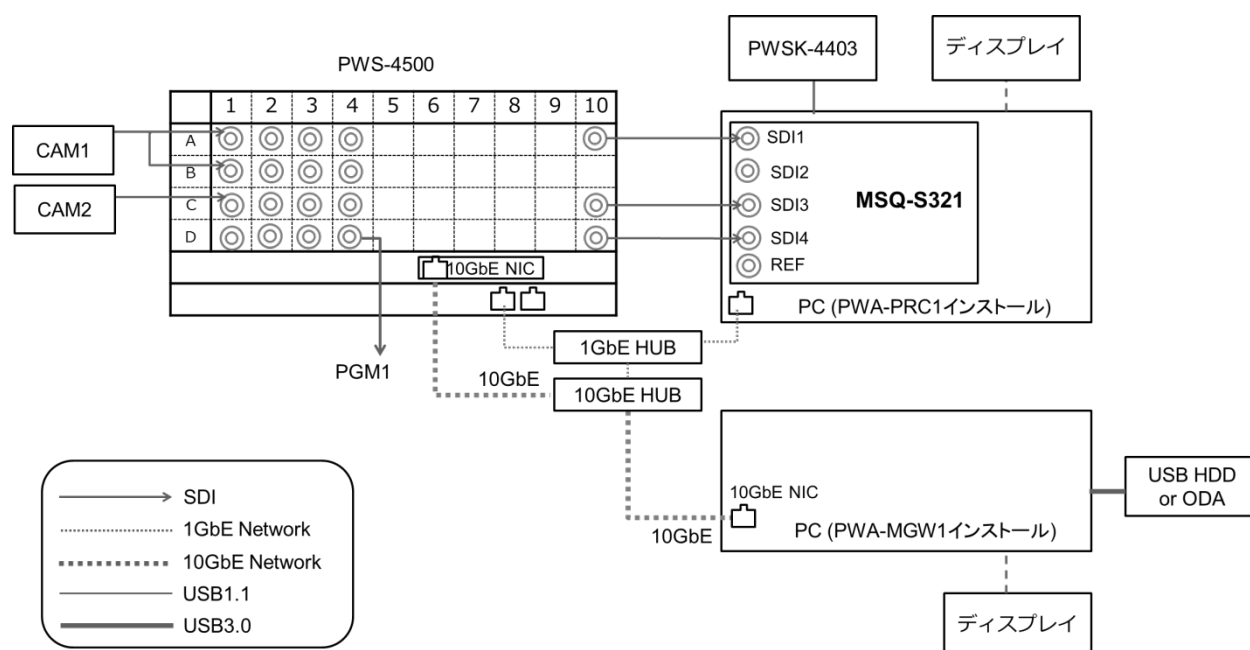 PWS-4500
1 2 3 4 5 6 7 8 9 10
A
B
C
D
CAM1
CAM2
10GbE NIC
PGM1
PWSK-4403
ディスプレイ
SDI1
SDI2
SDI3
SDI4
REF
MSQ-S321
PC (PWA-PRC1インストール)
1GbE HUB
10GbE
10GbE HUB
10GbE NIC
10GbE
PC (PWA-MGW1インストール)
USB HDD
or ODA
ディスプレイ
SDI
1GbE Network
10GbE Network
USB1.1
USB3.0